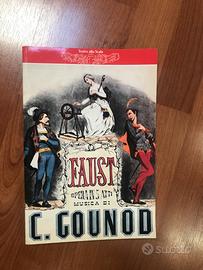 Teatro alla Scala
FAUST
OPERA IN 5 ATTI
MUSICA DI
C. GOUNOD
subito